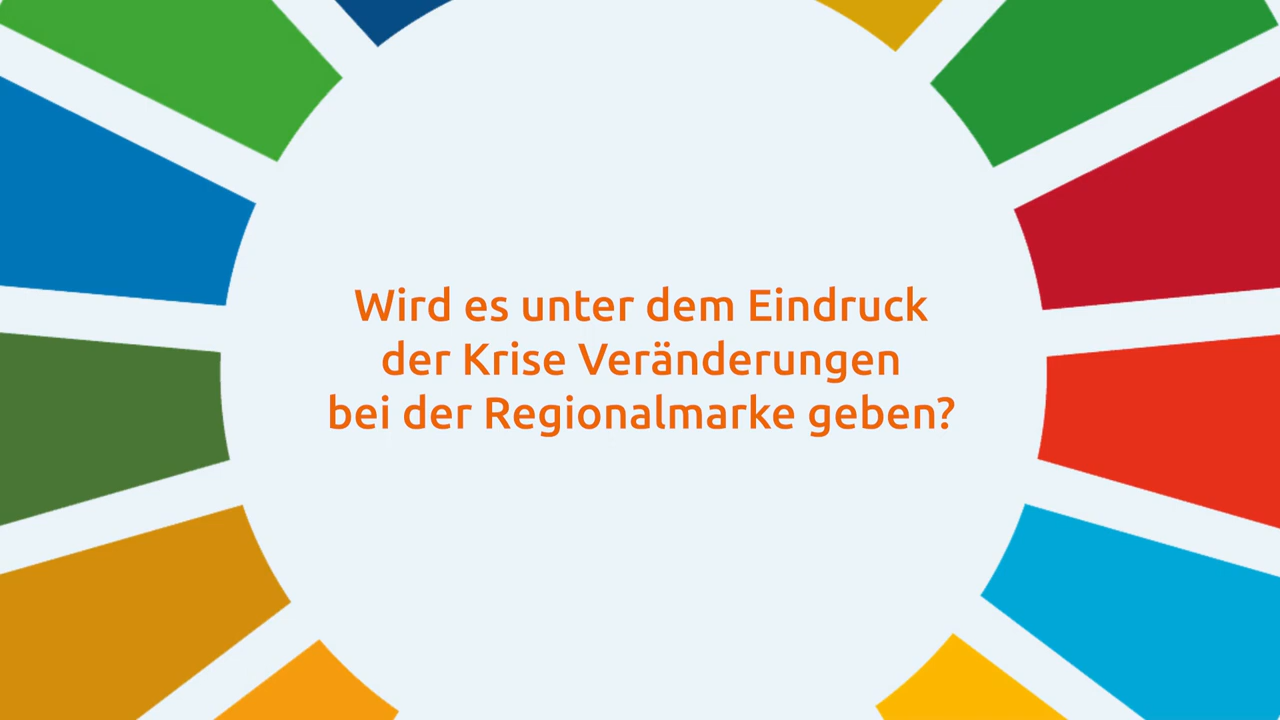 Wird es unter dem Eindruck
der Krise Veränderungen
bei der Regionalmarke geben?